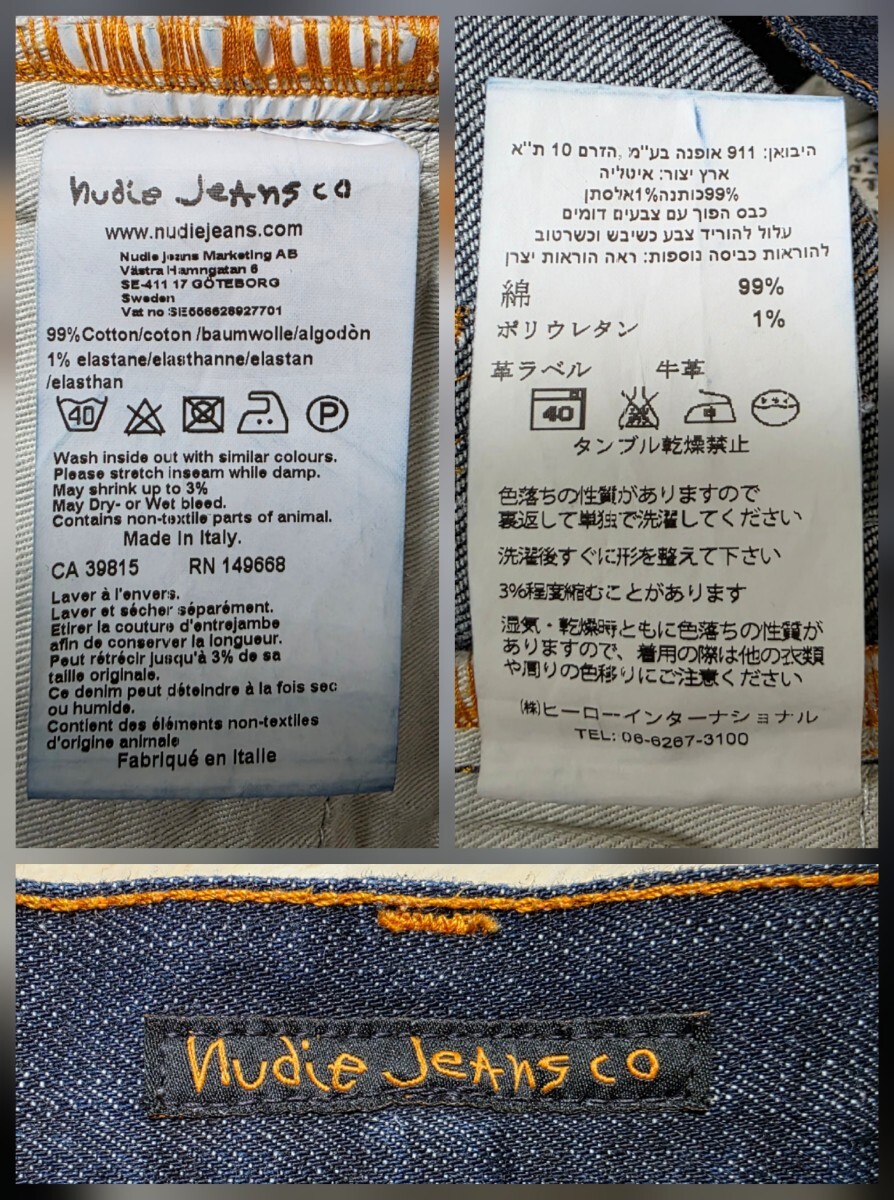 nudie Jeans co
www.nudiejeans.com
Nudie Jeans Marketing AB
Västra Hamngatan 6
SE-411 17 GÖTEBORG
Sweden
Vat no SE556628927701
99%Cotton/coton /baumwolle/algodòn
1% elastane/elasthanne/elastan
/elasthan
40
P
Wash inside out with similar colours.
Please stretch inseam while damp.
May shrink up to 3%
May Dry- or Wet bleed.
Contains non-textile parts of animal.
Made in Italy.
CA 39815 RN 149668
Laver à l'envers.
Laver et sécher séparément.
Etirer la couture d'entrejambe
afin de conserver la longueur.
Peut rétrécir jusqu'à 3% de sa
taille originale.
Ce denim peut déteindre à la fois sec
ou humide.
Contient des éléments non-textiles
d'origine animale
Fabriqué en Italie
היבואן: 911 אופנה בע"מ, הזרם 10 ת"א
ארץ יצור: איטליה
99%כותנה1%אלסתן
כבס הפוך עם צבעים דומים
עלול להוריד צבע כשיבש וכשרטוב
להוראות כביסה נוספות: ראה הוראות יצרן
綿 99%
ポリウレタン 1%
革ラベル 牛革
40
タンブル乾燥禁止
色落ちの性質がありますので
裏返して単独で洗濯してください
洗濯後すぐに形を整えて下さい
3%程度縮むことがあります
湿気・乾燥時ともに色落ちの性質が
ありますので、着用の際は他の衣類
や周りの色移りにご注意ください
㈱ヒーローインターナショナル
TEL: 06-6267-3100
nudie Jeans co